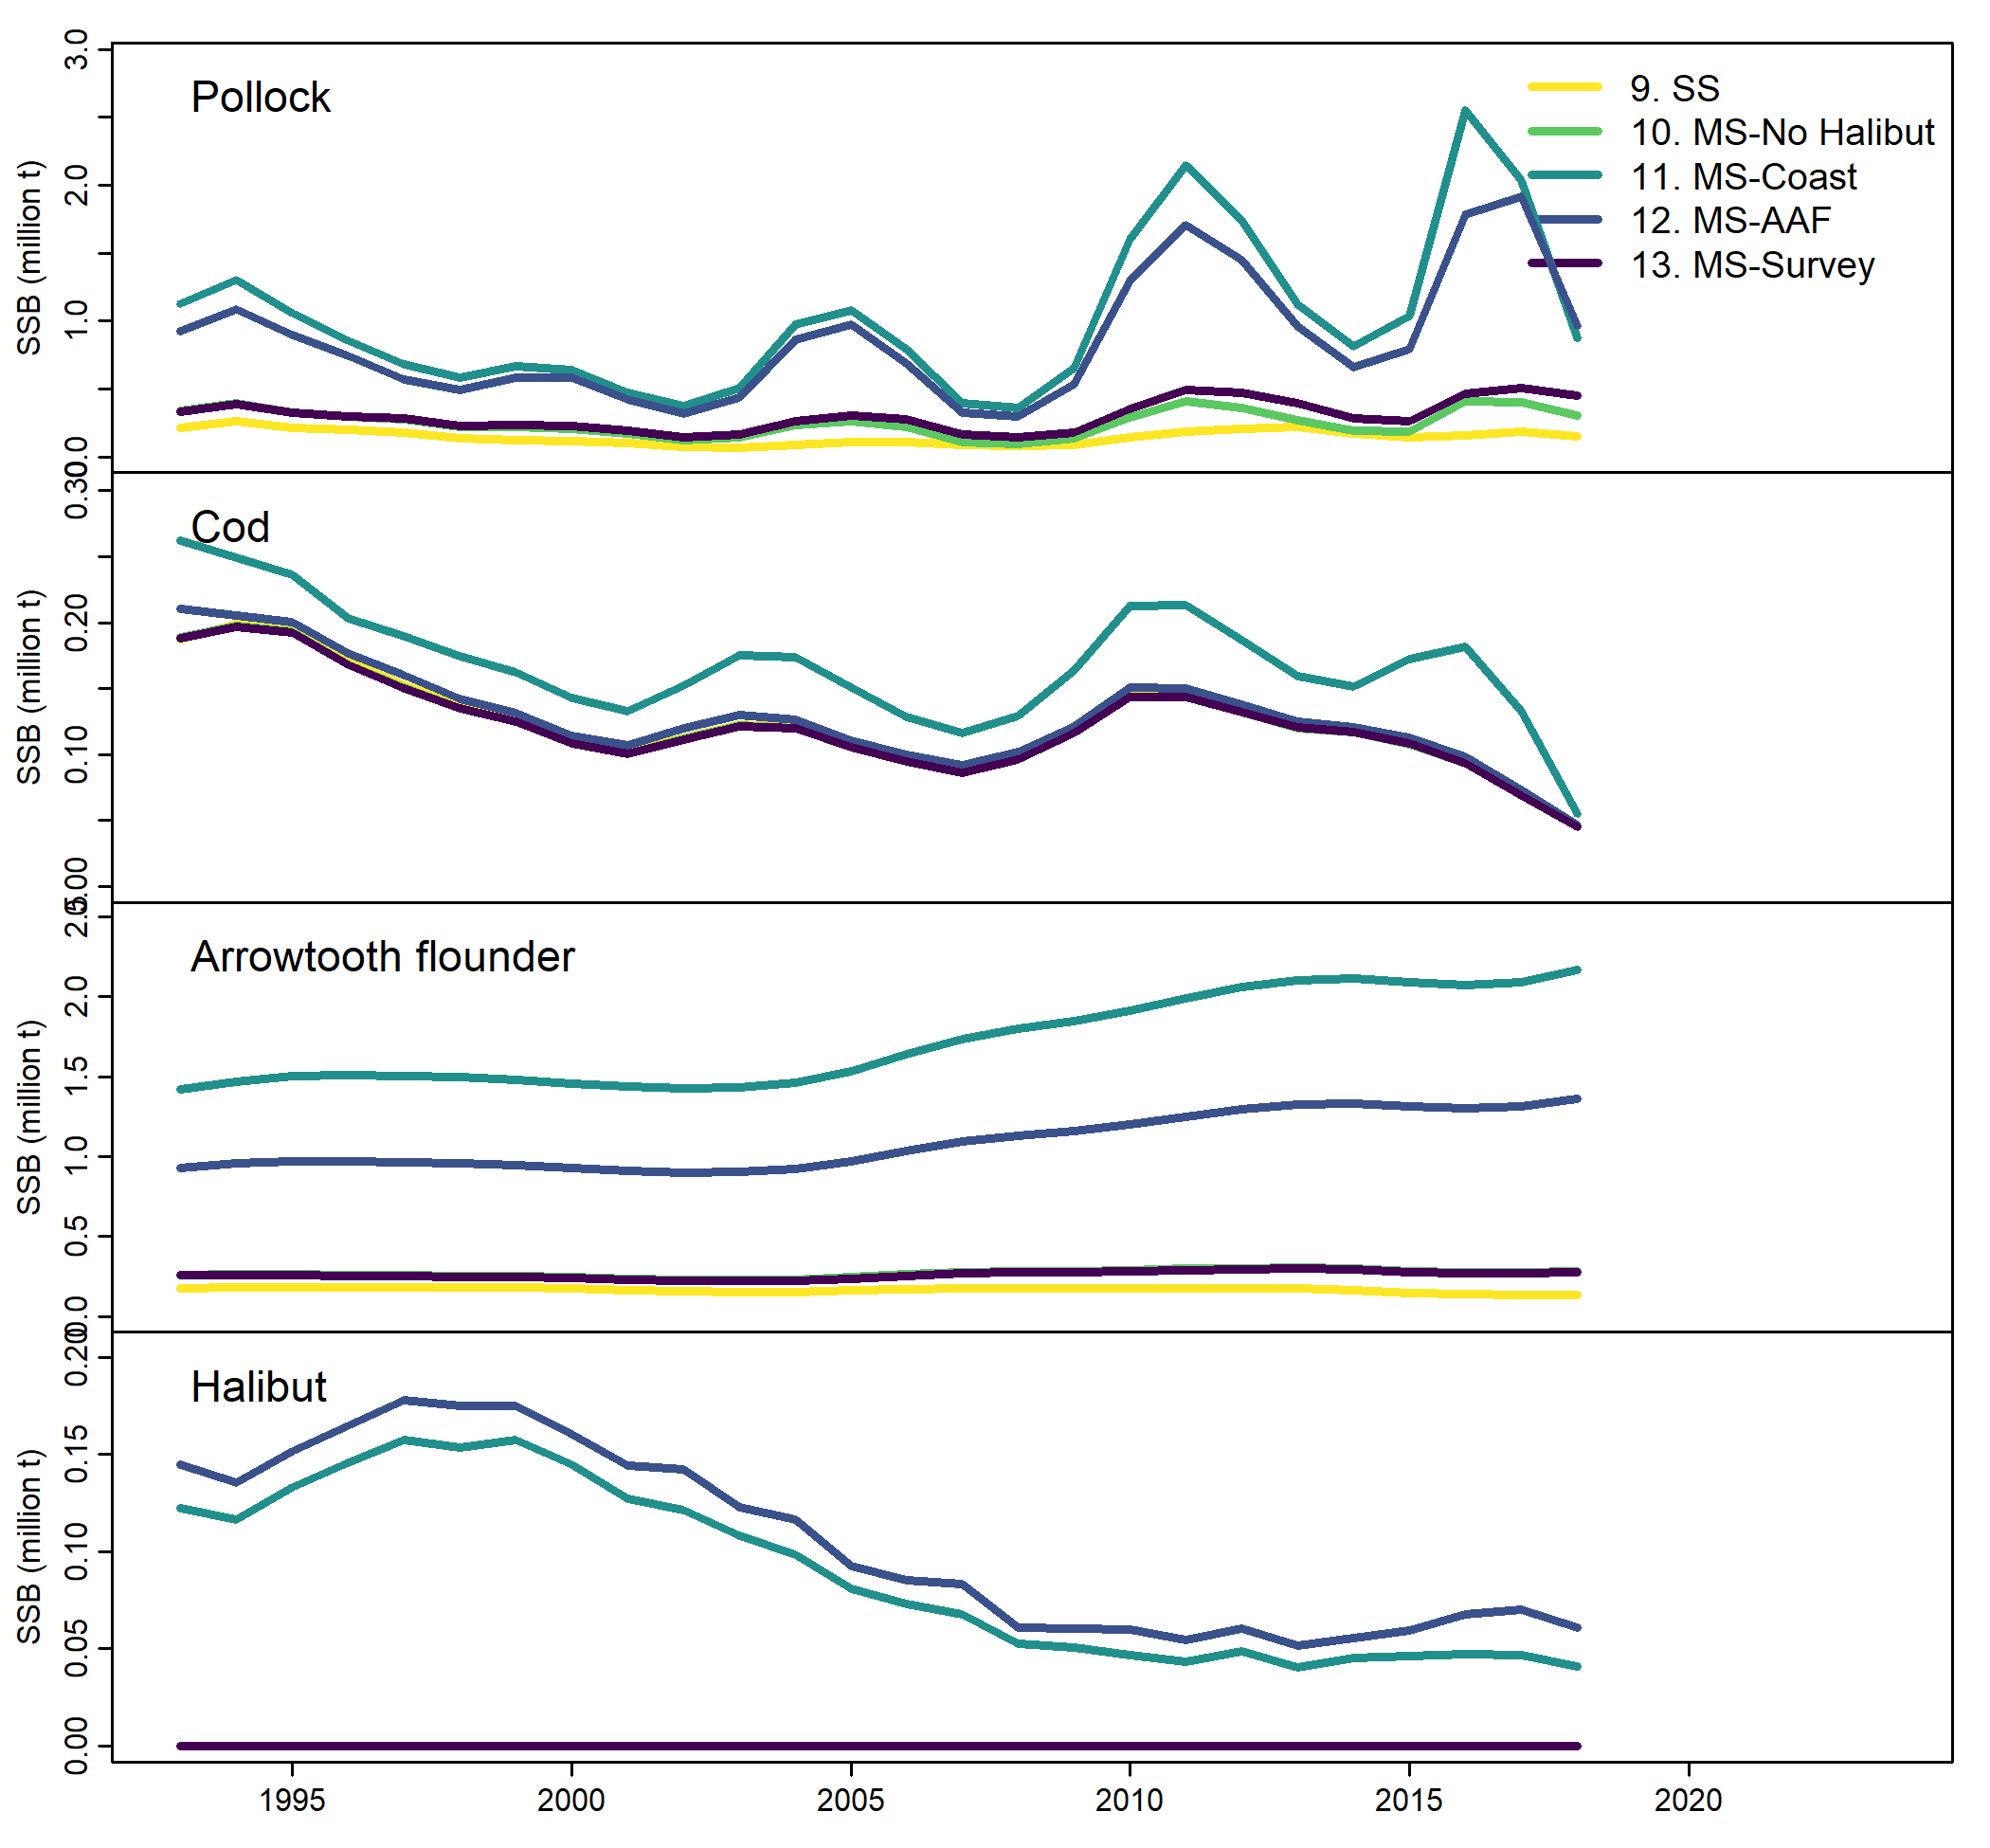 Pollock
9. SS
10. MS-No Halibut
11. MS-Coast
12. MS-AAF
13. MS-Survey
SSB (million t)
3.0
2.0
1.0
0.0
Cod
SSB (million t)
0.30
0.20
0.10
0.00
Arrowtooth flounder
SSB (million t)
2.5
2.0
1.5
1.0
0.5
0.0
Halibut
SSB (million t)
0.20
0.15
0.10
0.05
0.00
1995 2000 2005 2010 2015 2020